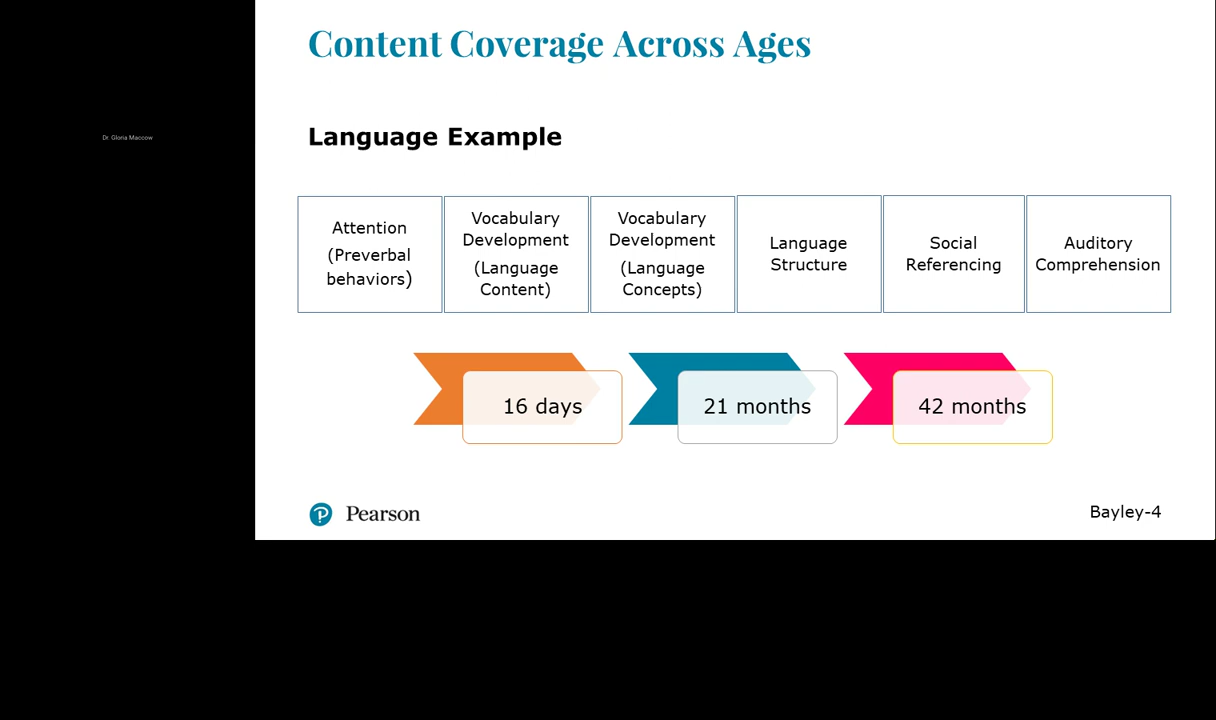 Content Coverage Across Ages
Dr. Gloria Maccow
Language Example
Attention
(Preverbal
behaviors)
Vocabulary
Development
(Language
Content)
Vocabulary
Development
(Language
Concepts)
Language
Structure
Social
Referencing
Auditory
Comprehension
16 days
21 months
42 months
Pearson
Bayley-4